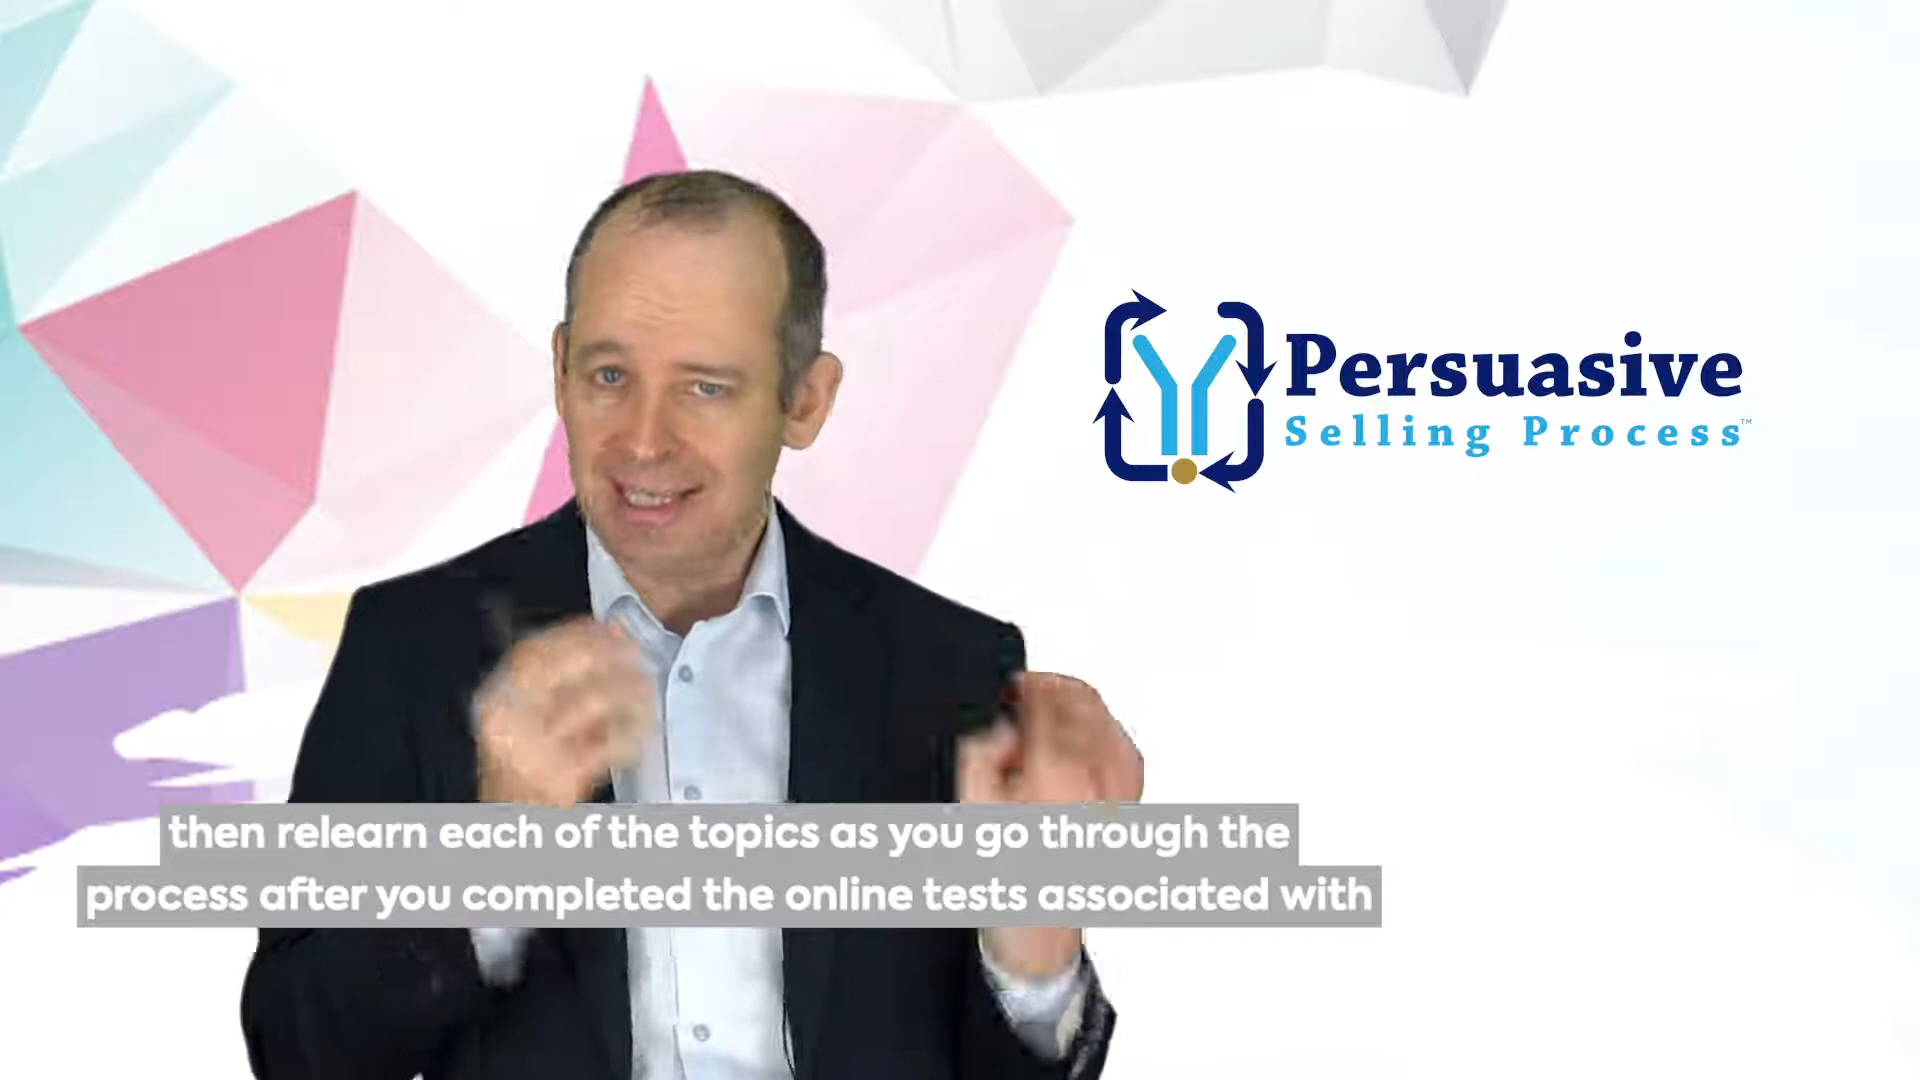 Persuasive
Selling Process™
then relearn each of the topics as you go through the
process after you completed the online tests associated with